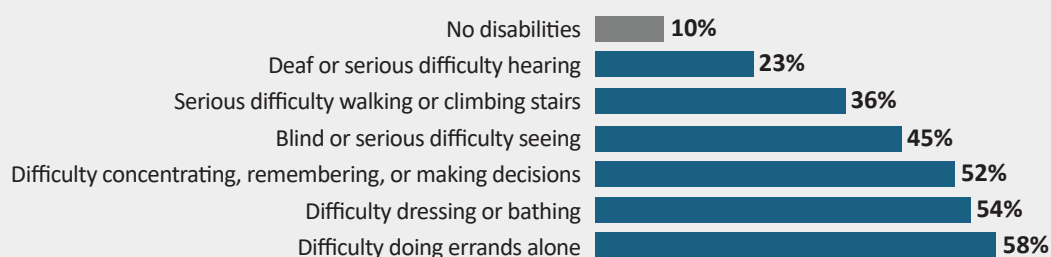 No disabilities 10%
Deaf or serious difficulty hearing 23%
Serious difficulty walking or climbing stairs 36%
Blind or serious difficulty seeing 45%
Difficulty concentrating, remembering, or making decisions 52%
Difficulty dressing or bathing 54%
Difficulty doing errands alone 58%